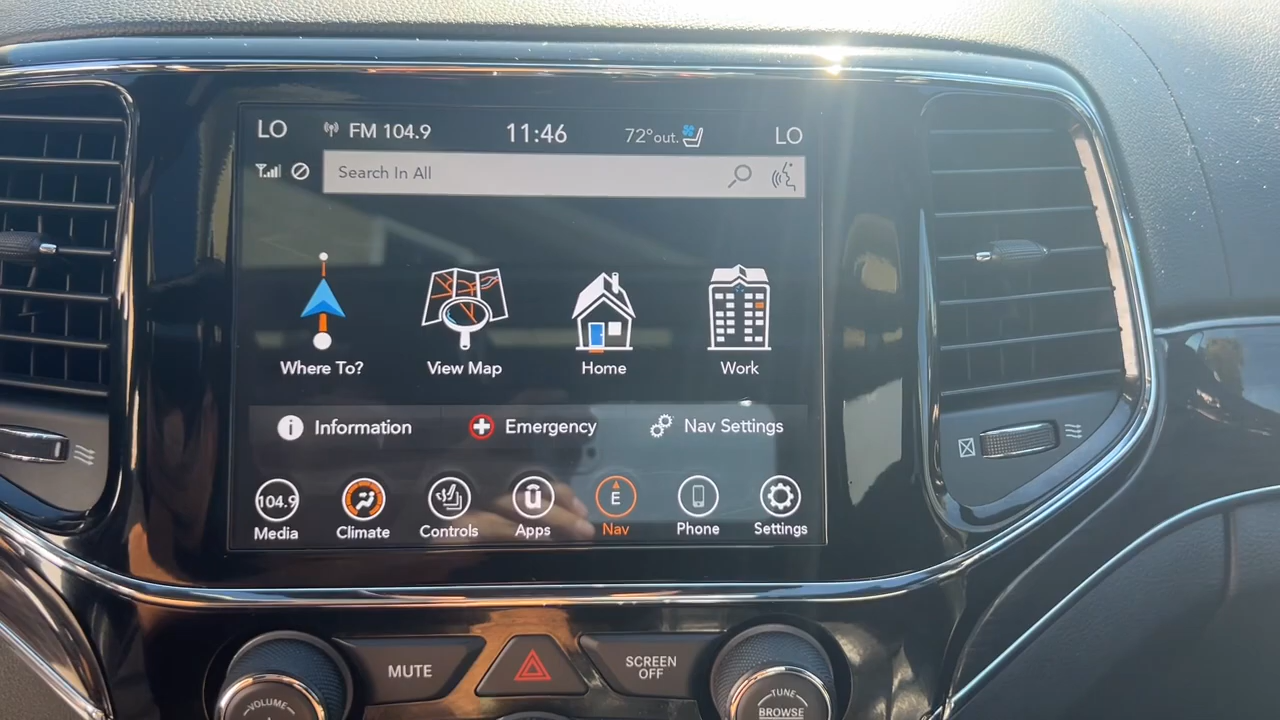 LO FM 104.9 11:46 72°out. LO
Search In All
Where To? View Map Home Work
Information Emergency Nav Settings
104.9 E
Media Climate Controls Apps Nav Phone Settings
MUTE SCREEN OFF
VOLUME TUNE
BROWSE